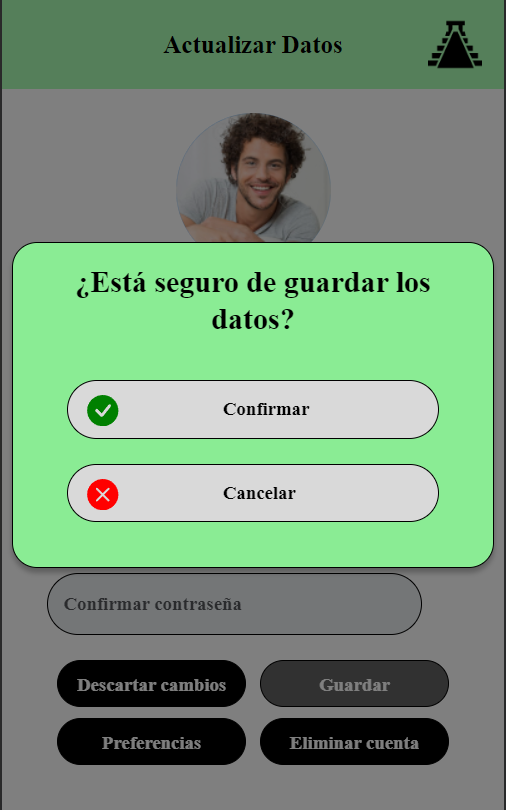 Actualizar Datos
¿Está seguro de guardar los
datos?
Confirmar
Cancelar
Confirmar contraseña
Descartar cambios
Guardar
Preferencias
Eliminar cuenta